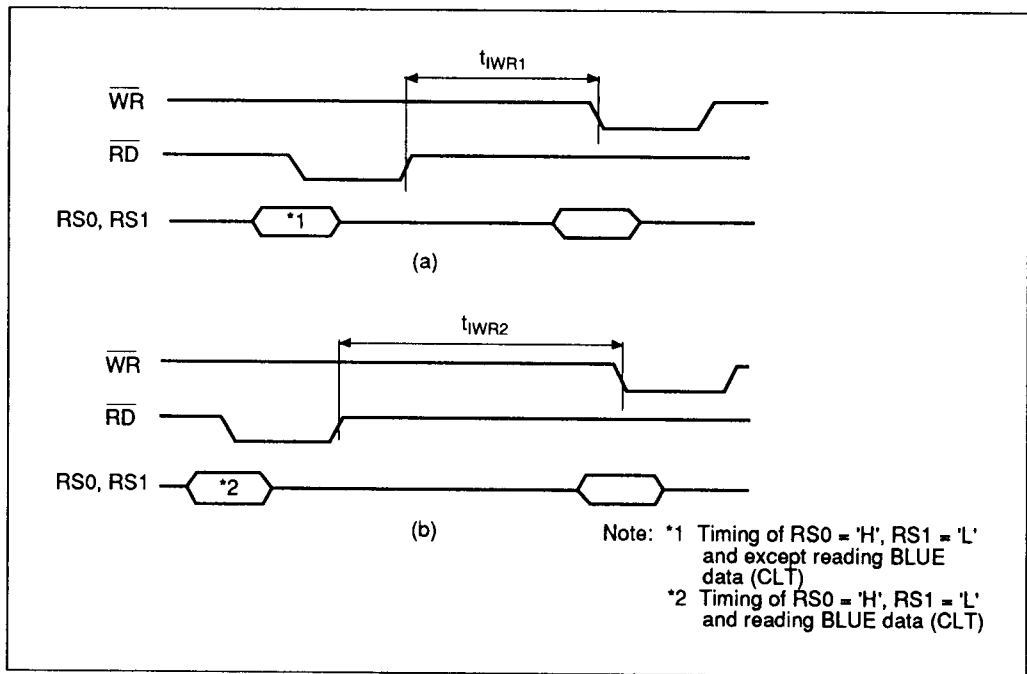 tIWR1
WR
RD
RS0, RS1
*1
(a)
tIWR2
WR
RD
RS0, RS1
*2
(b)
Note: *1 Timing of RS0 = 'H', RS1 = 'L'
and except reading BLUE
data (CLT)
*2 Timing of RS0 = 'H', RS1 = 'L'
and reading BLUE data (CLT)